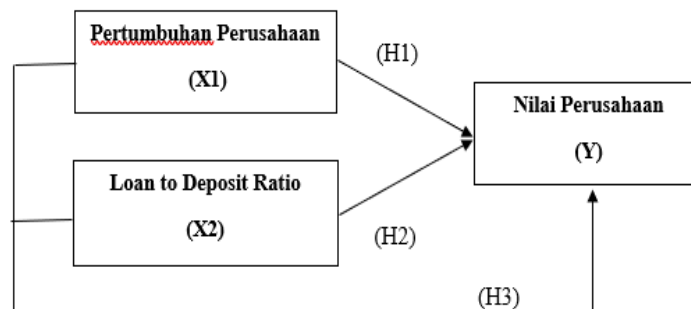 Pertumbuhan Perusahaan
(X1)
(H1)
Nilai Perusahaan
(Y)
Loan to Deposit Ratio
(X2)
(H2)
(H3)